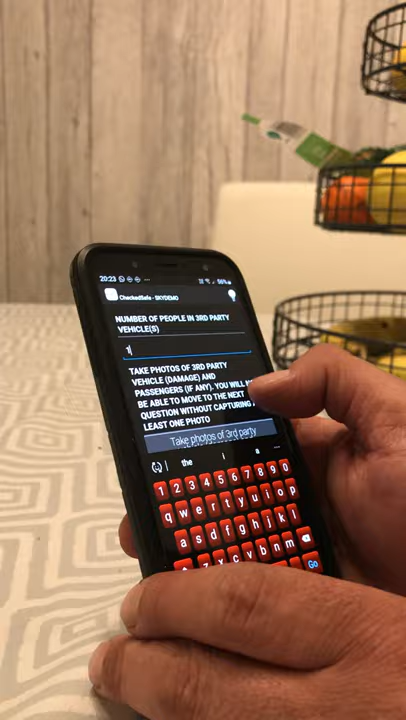 20:23 56%
CheckedSafe - SKYDEMO
NUMBER OF PEOPLE IN 3RD PARTY
VEHICLE(S)
1
TAKE PHOTOS OF 3RD PARTY
VEHICLE (DAMAGE) AND
PASSENGERS (IF ANY). YOU WILL
BE ABLE TO MOVE TO THE NEXT
QUESTION WITHOUT CAPTURING
LEAST ONE PHOTO
Take photos of 3rd party
the I a
1 2 3 4 5 6 7 8 9 0
q w e r t y u i o p
a s d f g h j k l
z x c v b n m
Go